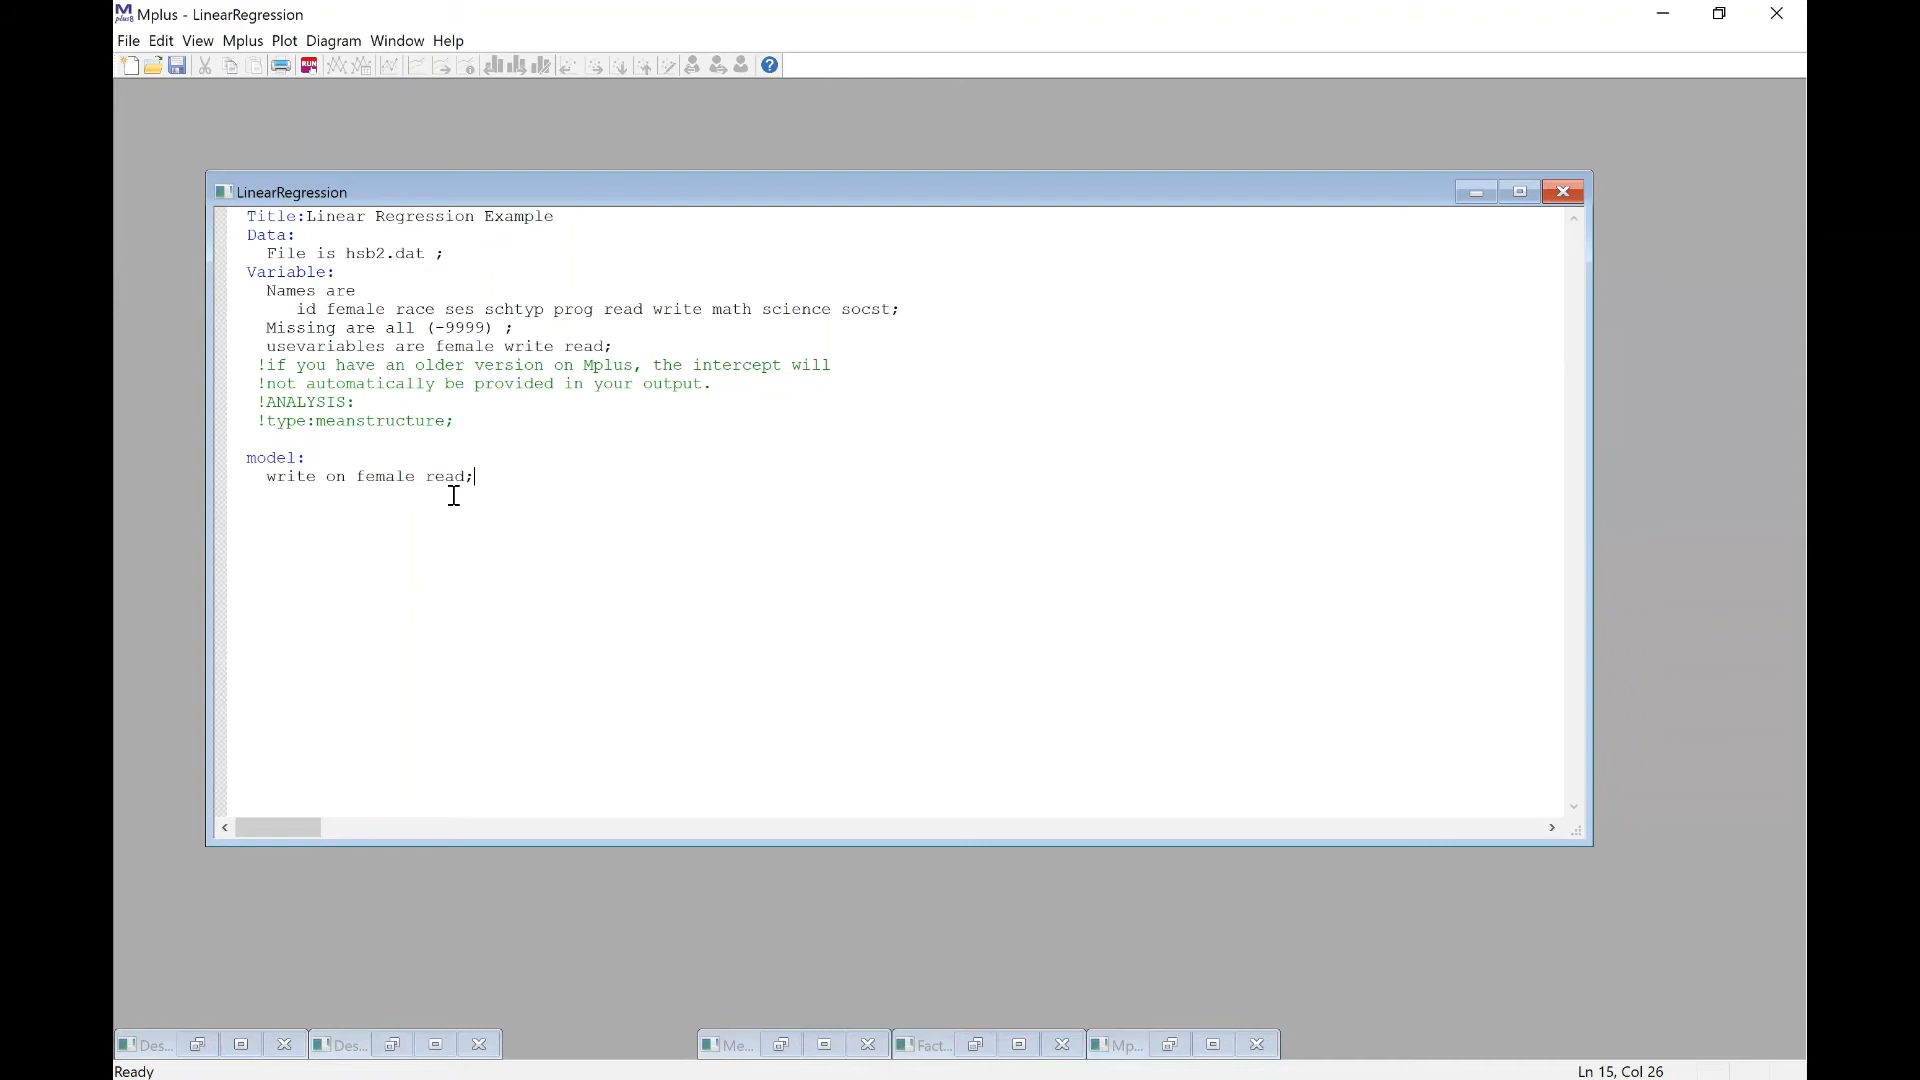 M
plus8
Mplus - LinearRegression
File Edit View Mplus Plot Diagram Window Help
RUN
?
LinearRegression
Title:Linear Regression Example
Data:
File is hsb2.dat ;
Variable:
Names are
id female race ses schtyp prog read write math science socst;
Missing are all (-9999) ;
usevariables are female write read;
!if you have an older version on Mplus, the intercept will
!not automatically be provided in your output.
!ANALYSIS:
!type:meanstructure;
model:
write on female read;
Des... Des... Me... Fact... Mp...
Ready
Ln 15, Col 26